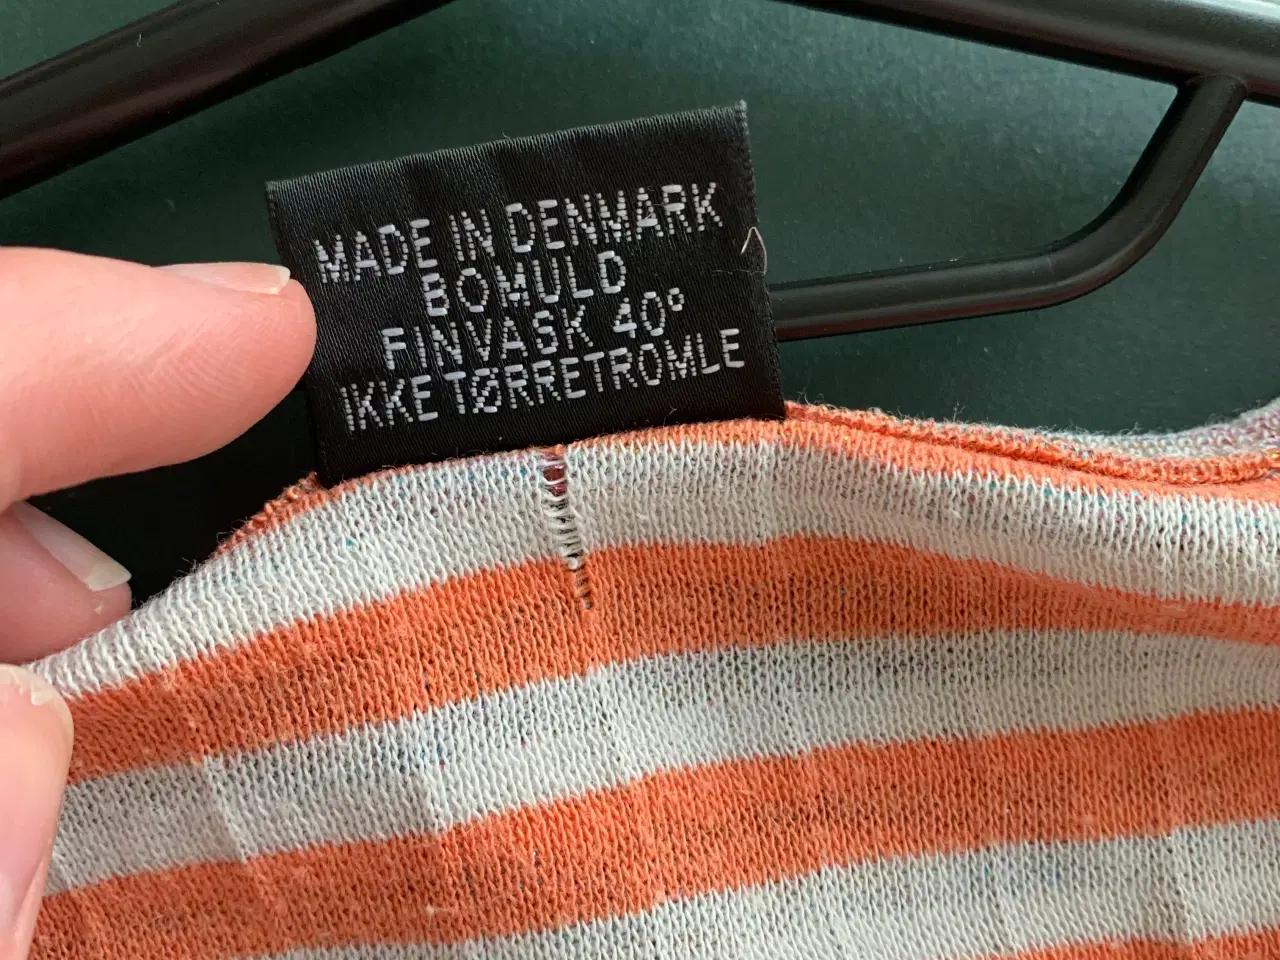 MADE IN DENMARK
BOMULD
FINVASK 40°
IKKE TØRRETROMLE